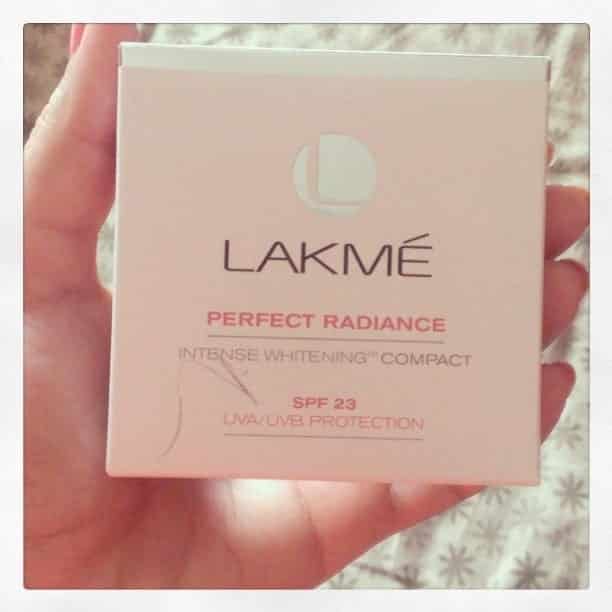 LAKMÉ
PERFECT RADIANCE
INTENSE WHITENING™ COMPACT
SPF 23
UVA/UVB PROTECTION